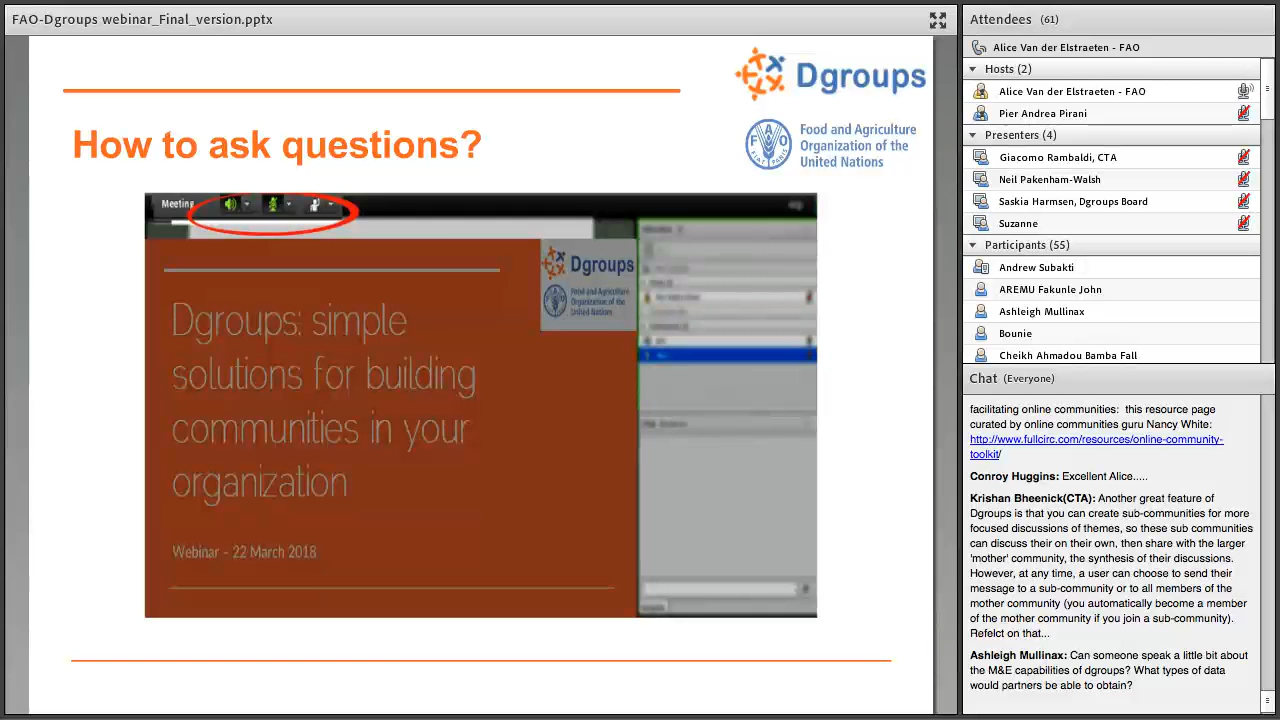 FAO-Dgroups webinar_Final_version.pptx
Dgroups
Food and Agriculture
Organization of the
United Nations
How to ask questions?
Meeting
Dgroups
Food and Agriculture
Organization of the
United Nations
Dgroups: simple
solutions for building
communities in your
organization
Webinar – 22 March 2018
Attendees (61)
Alice Van der Elstraeten - FAO
Hosts (2)
Alice Van der Elstraeten - FAO
Pier Andrea Pirani
Presenters (4)
Giacomo Rambaldi, CTA
Neil Pakenham-Walsh
Saskia Harmsen, Dgroups Board
Suzanne
Participants (55)
Andrew Subakti
AREMU Fakunle John
Ashleigh Mullinax
Bounie
Cheikh Ahmadou Bamba Fall
Chat (Everyone)
facilitating online communities: this resource page
curated by online communities guru Nancy White:
http://www.fullcirc.com/resources/online-community-
toolkit/
Conroy Huggins: Excellent Alice.....
Krishan Bheenick(CTA): Another great feature of
Dgroups is that you can create sub-communities for more
focused discussions of themes, so these sub communities
can discuss their on their own, then share with the larger
'mother' community, the synthesis of their discussions.
However, at any time, a user can choose to send their
message to a sub-community or to all members of the
mother community (you automatically become a member
of the mother community if you join a sub-community).
Refelct on that...
Ashleigh Mullinax: Can someone speak a little bit about
the M&E capabilities of dgroups? What types of data
would partners be able to obtain?